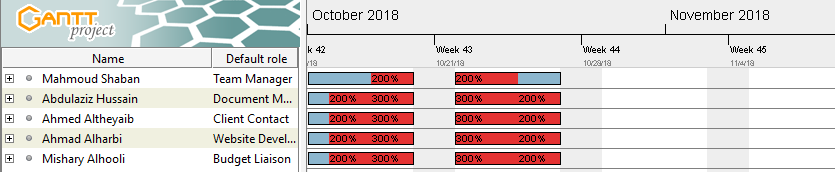 GANTT project
October 2018 November 2018
Name Default role
42 Week 43 Week 44 Week 45
/18 10/21/18 10/28/18 11/4/18
Mahmoud Shaban Team Manager 200% 200%
Abdulaziz Hussain Document M... 200% 300% 300% 200%
Ahmed Altheyaib Client Contact 200% 300% 300% 200%
Ahmad Alharbi Website Devel... 200% 300% 300% 200%
Mishary Alhooli Budget Liaison 200% 300% 300% 200%